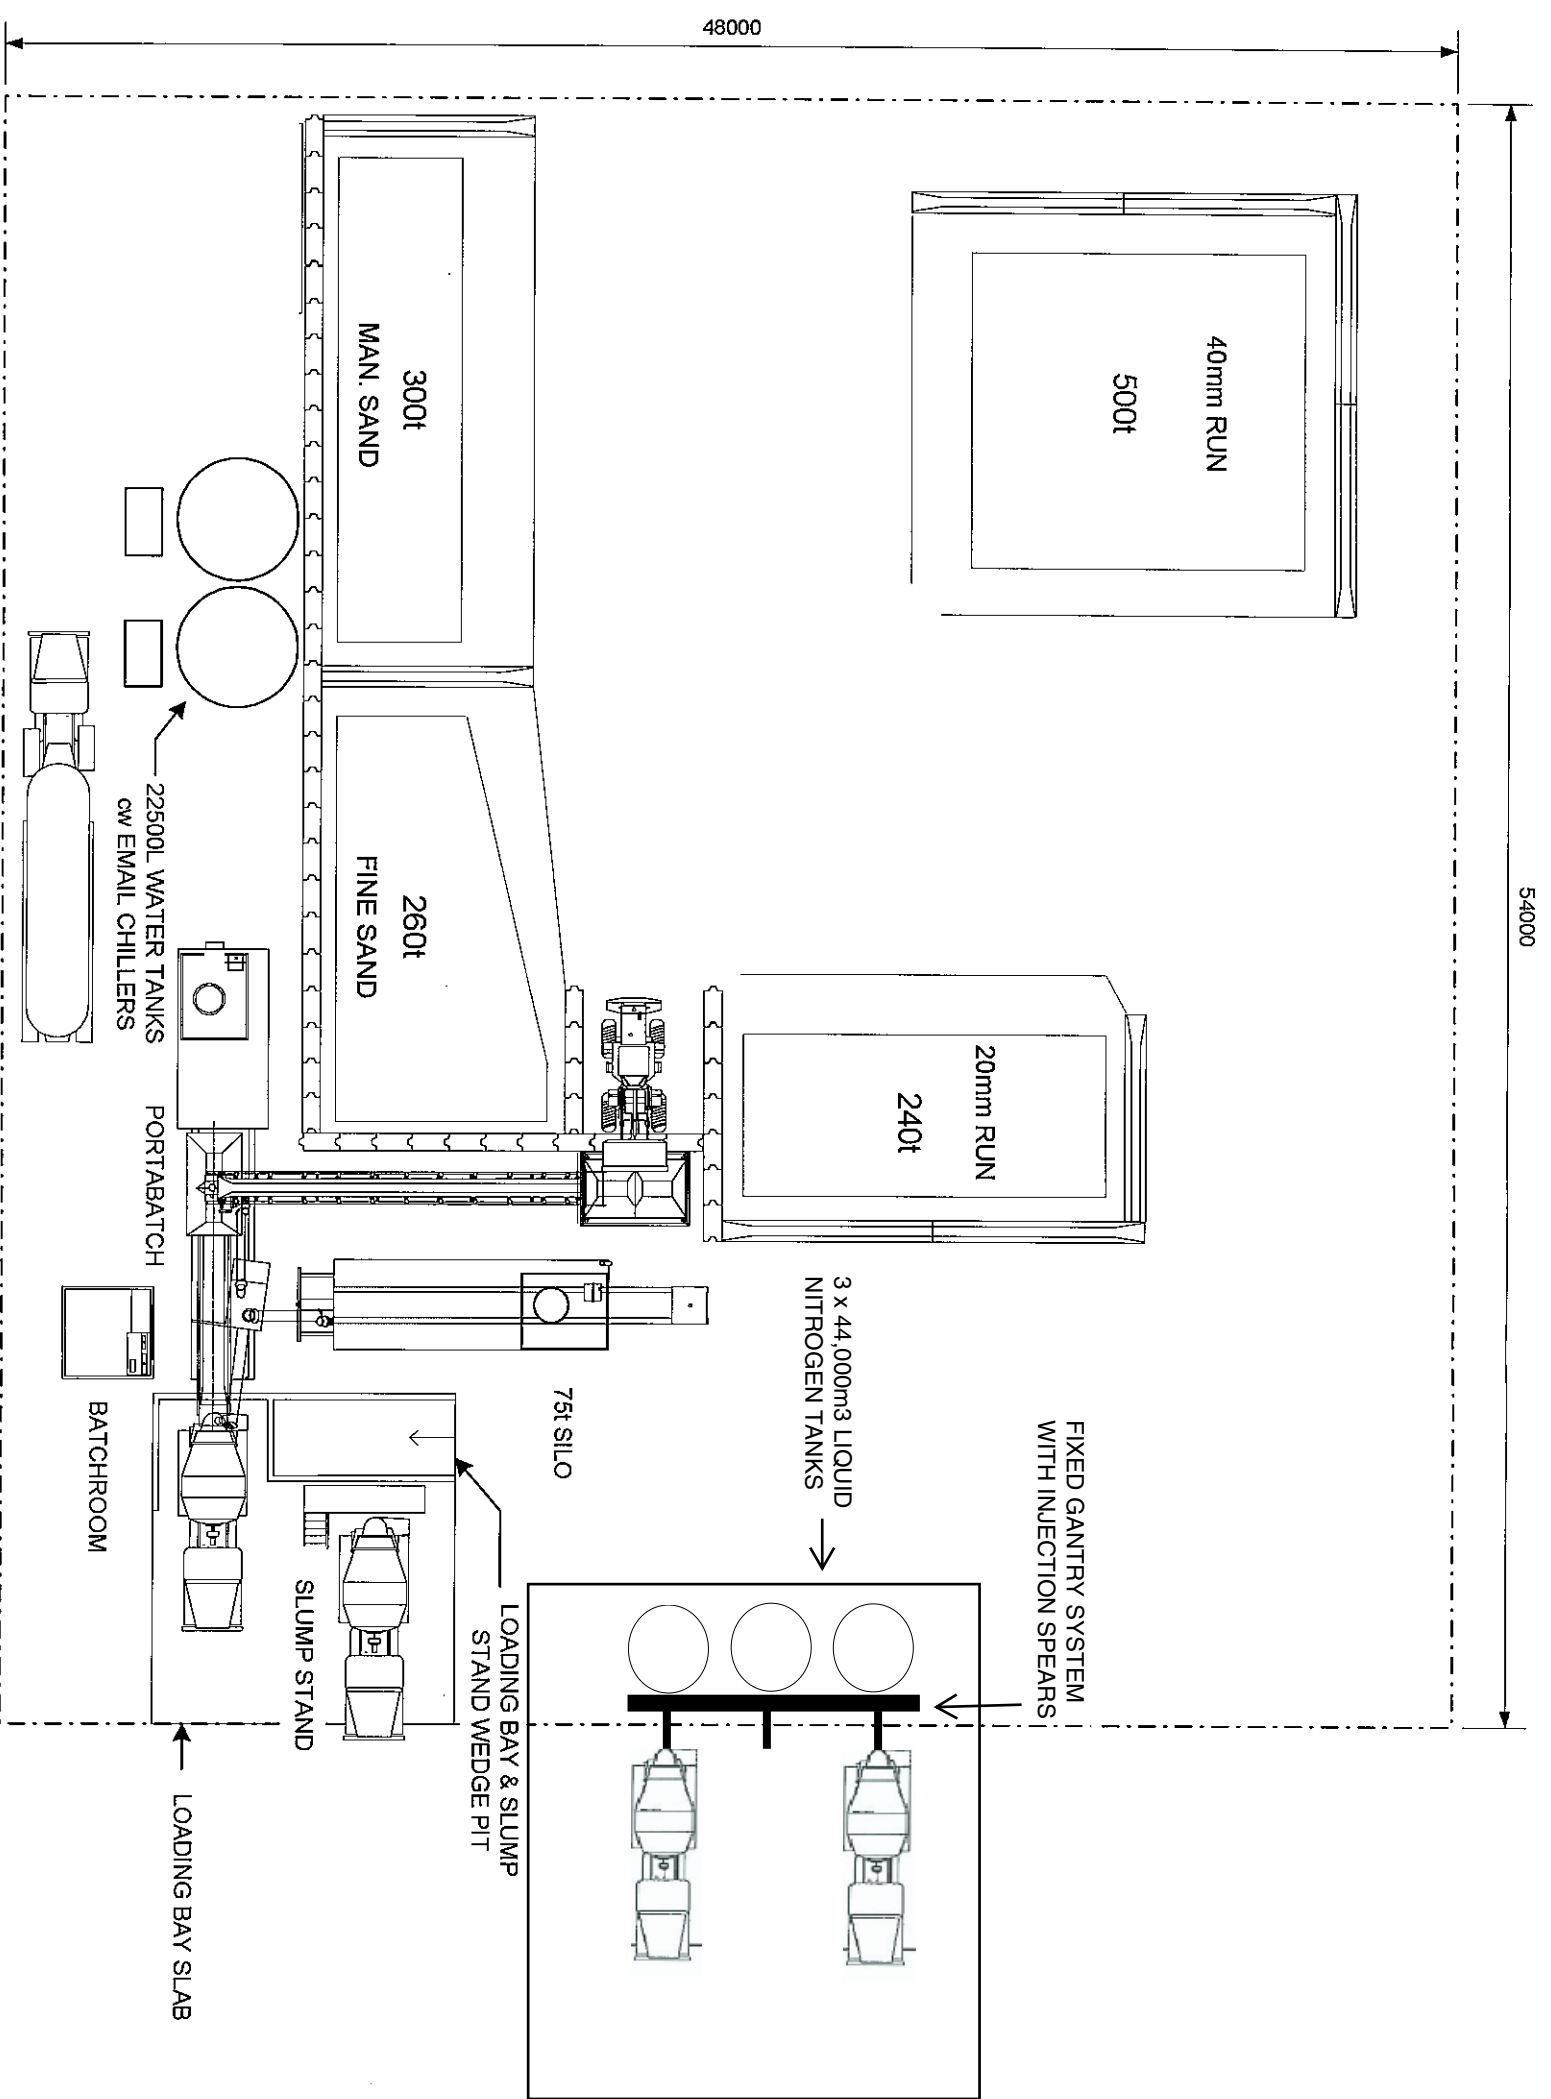 48000
54000
40mm RUN
500t
300t
MAN. SAND
260t
FINE SAND
20mm RUN
240t
22500L WATER TANKS
cw EMAIL CHILLERS
PORTABATCH
BATCHROOM
75t SILO
3 x 44,000m3 LIQUID
NITROGEN TANKS
FIXED GANTRY SYSTEM
WITH INJECTION SPEARS
LOADING BAY & SLUMP
STAND WEDGE PIT
SLUMP STAND
LOADING BAY SLAB